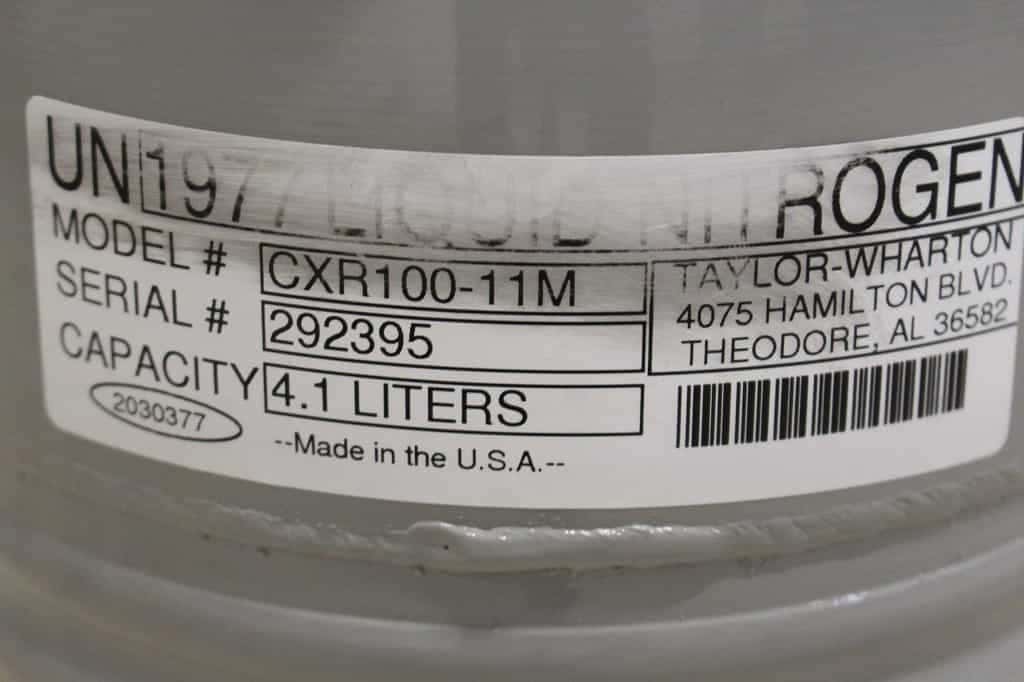 UN 1977 LIQUID NITROGEN
MODEL # CXR100-11M
SERIAL # 292395
CAPACITY 4.1 LITERS
2030377
--Made in the U.S.A.--
TAYLOR-WHARTON
4075 HAMILTON BLVD.
THEODORE, AL 36582